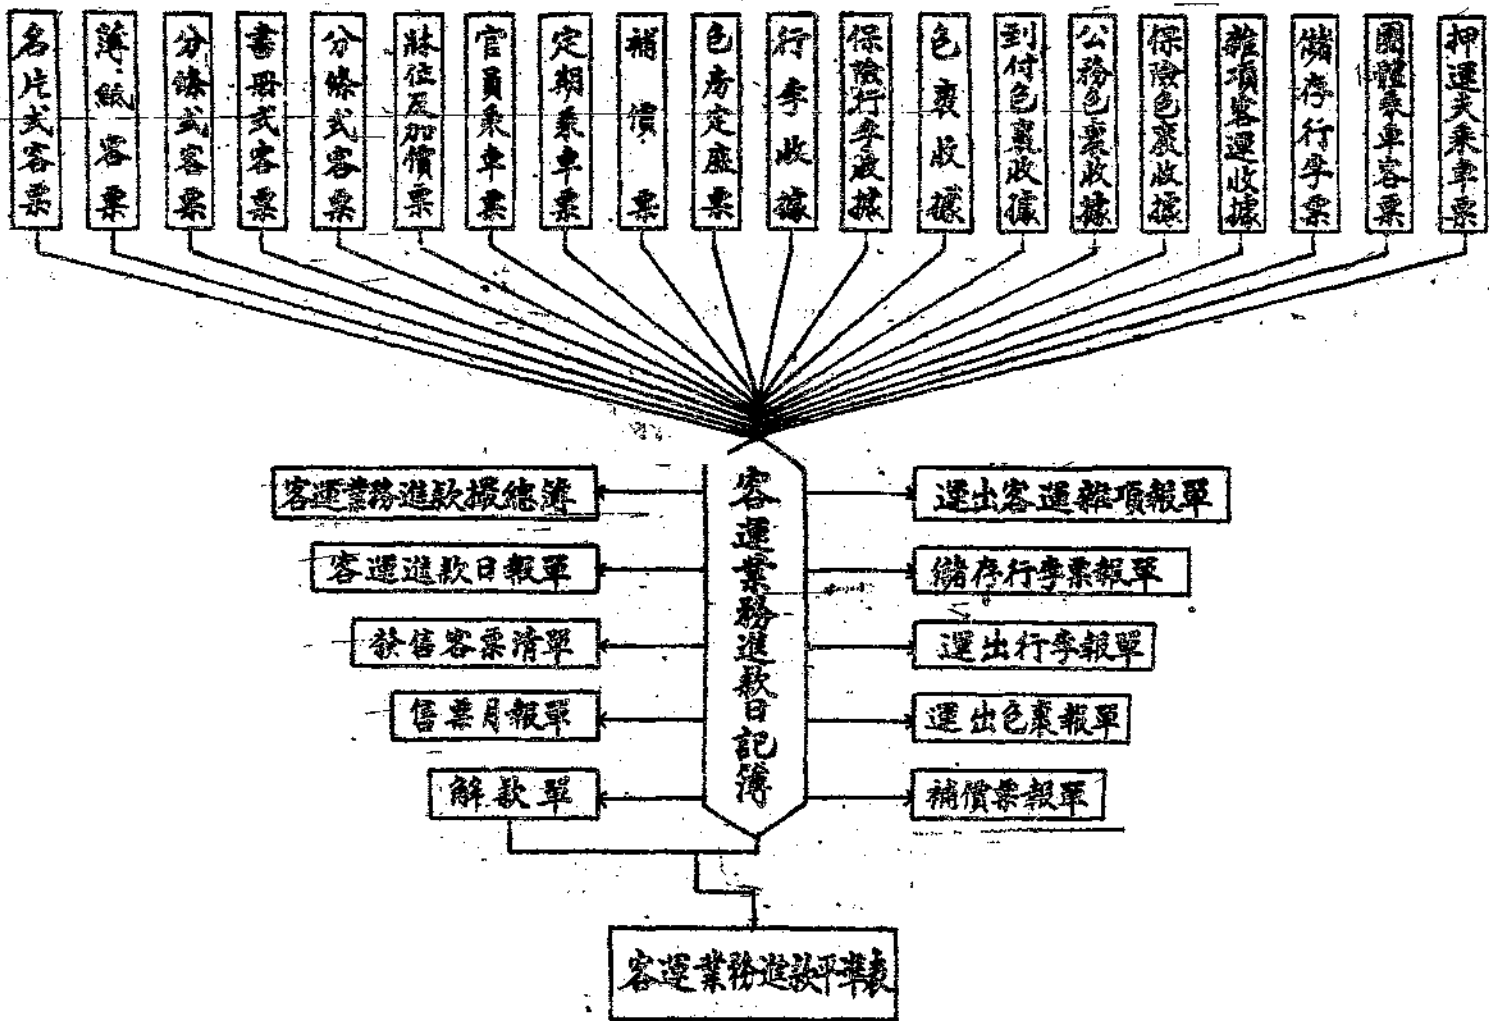 名片式客票
薄紙客票
分條式客票
書冊式客票
分條式客票
牀位及加價票
官員乘車票
定期乘車票
補價票
包房定座票
行李收據
保險行李收據
包裹收據
到付包裹收據
公務包裹收據
保險包裹收據
雜項客運收據
儲存行李票
團體乘車客票
押運夫乘車票
客運業務進款日記簿
客運業務進款撮總簿
客運進款日報單
發售客票清單
售票月報單
解款單
運出客運雜項報單
儲存行李票報單
運出行李報單
運出包裹報單
補價票報單
客運業務進款平準表